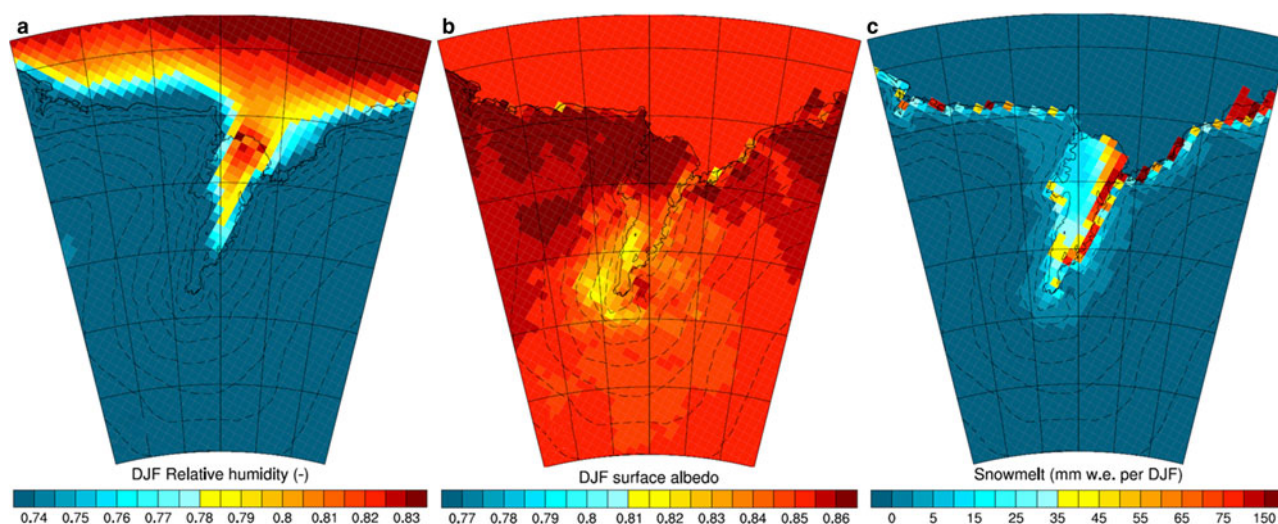 a
b
c
DJF Relative humidity (-)
0.74 0.75 0.76 0.77 0.78 0.79 0.8 0.81 0.82 0.83
DJF surface albedo
0.77 0.78 0.79 0.8 0.81 0.82 0.83 0.84 0.85 0.86
Snowmelt (mm w.e. per DJF)
0 5 15 25 35 45 55 65 75 150